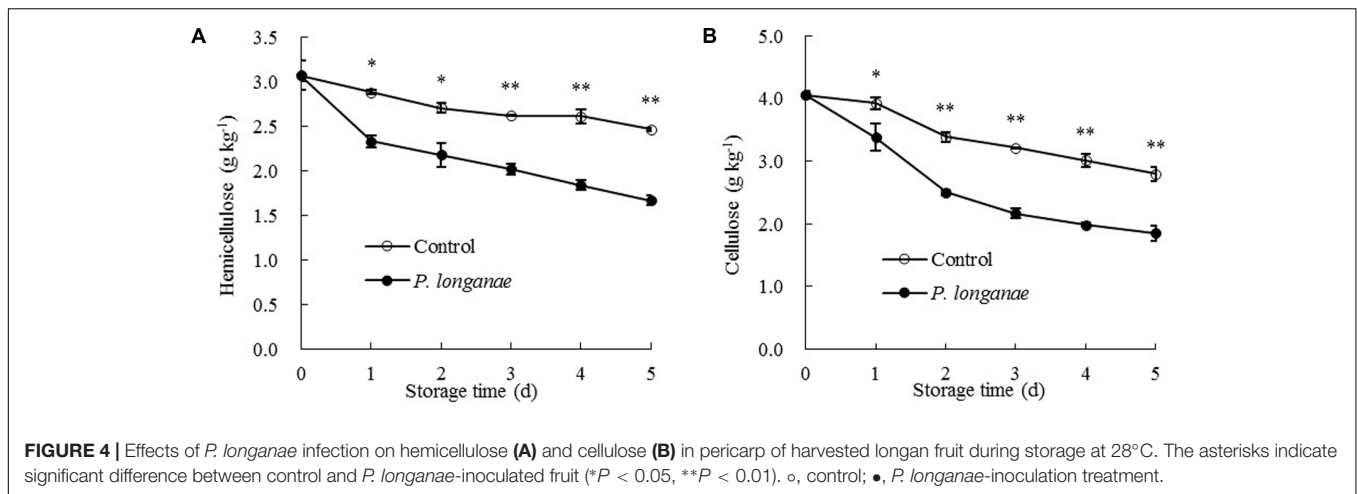 A
Hemicellulose (g kg-1)
3.5
3.0
2.5
2.0
1.5
1.0
0.5
0.0
* * ** ** **
Control
P. longanae
0 1 2 3 4 5
Storage time (d)
B
Cellulose (g kg-1)
5.0
4.0
3.0
2.0
1.0
0.0
* ** ** ** **
Control
P. longanae
0 1 2 3 4 5
Storage time (d)
FIGURE 4 | Effects of P. longanae infection on hemicellulose (A) and cellulose (B) in pericarp of harvested longan fruit during storage at 28°C. The asterisks indicate
significant difference between control and P. longanae-inoculated fruit (*P < 0.05, **P < 0.01). ○, control; ●, P. longanae-inoculation treatment.